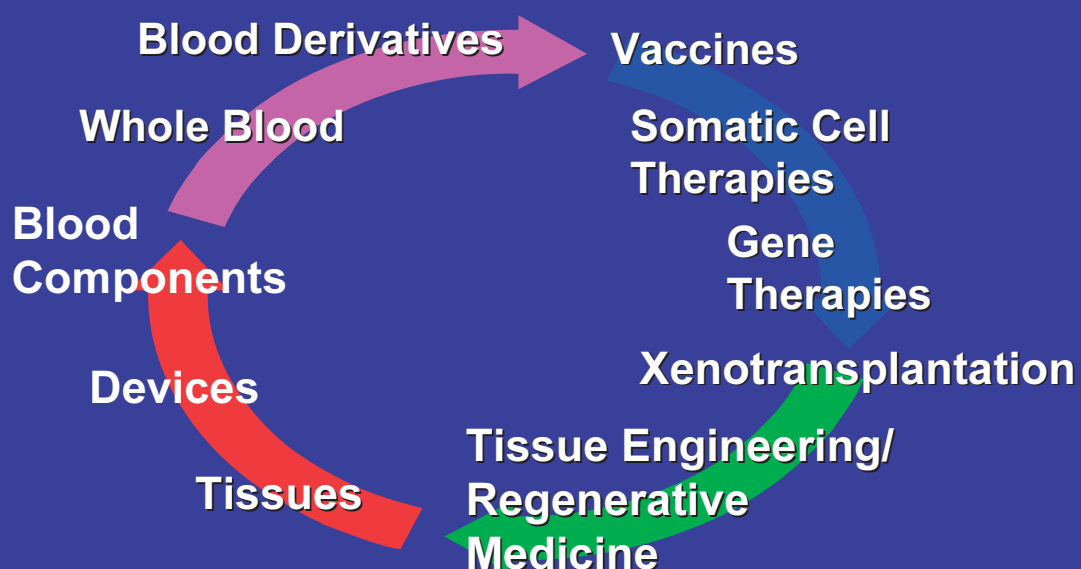 Blood Derivatives
Vaccines
Whole Blood
Somatic Cell
Therapies
Blood
Components
Gene
Therapies
Xenotransplantation
Devices
Tissue Engineering/
Regenerative
Medicine
Tissues